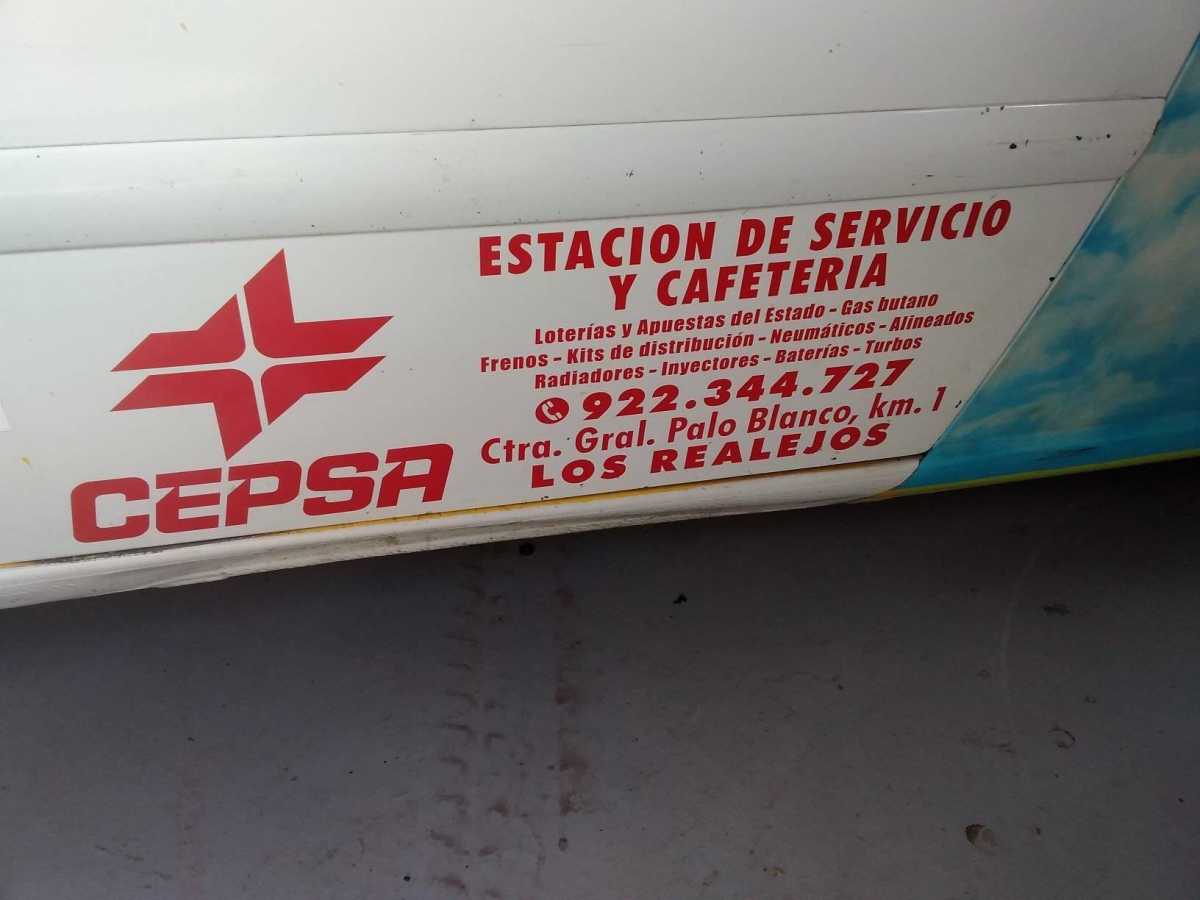 CEPSA
ESTACION DE SERVICIO
Y CAFETERIA
Loterías y Apuestas del Estado - Gas butano
Frenos - Kits de distribución - Neumáticos - Alineados
Radiadores - Inyectores - Baterías - Turbos
922.344.727
Ctra. Gral. Palo Blanco, km. 1
LOS REALEJOS